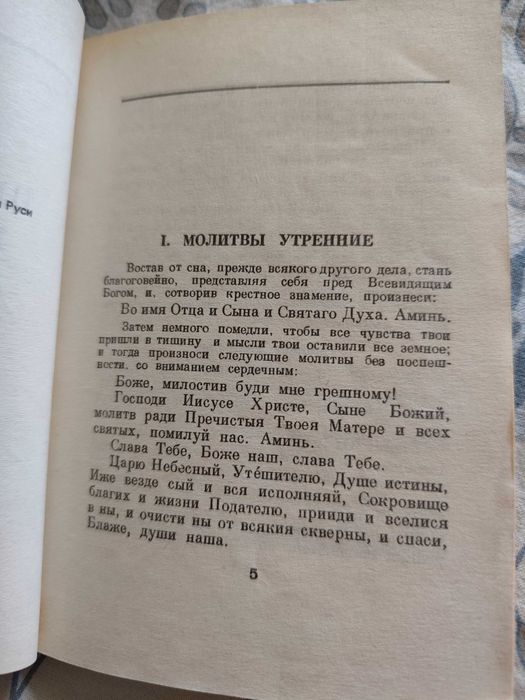 Руси
I. МОЛИТВЫ УТРЕННИЕ
Востав от сна, прежде всякого другого дела, стань
благоговейно, представляя себя пред Всевидящим
Богом, и, сотворив крестное знамение, произнеси:
Во имя Отца и Сына и Святаго Духа. Аминь.
Затем немного помедли, чтобы все чувства твои
пришли в тишину и мысли твои оставили все земное;
и тогда произноси следующие молитвы без поспеш-
ности, со вниманием сердечным:
Боже, милостив буди мне грешному!
Господи Иисусе Христе, Сыне Божий,
молитв ради Пречистыя Твоея Матере и всех
святых, помилуй нас. Аминь.
Слава Тебе, Боже наш, слава Тебе.
Царю Небесный, Уте́шителю, Душе истины,
Иже везде сый и вся исполняяй, Сокровище
благих и жизни Подателю, прииди и вселися
в ны, и очисти ны от всякия скверны, и спаси,
Блаже, души наша.
5